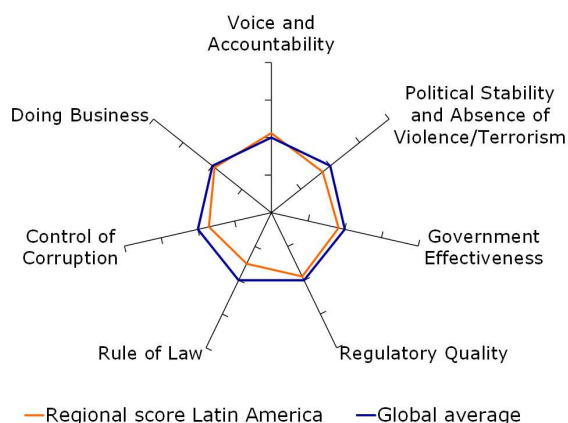 Voice and
Accountability
Political Stability
and Absence of
Violence/Terrorism
Doing Business
Control of
Corruption
Government
Effectiveness
Rule of Law
Regulatory Quality
Regional score Latin America
Global average